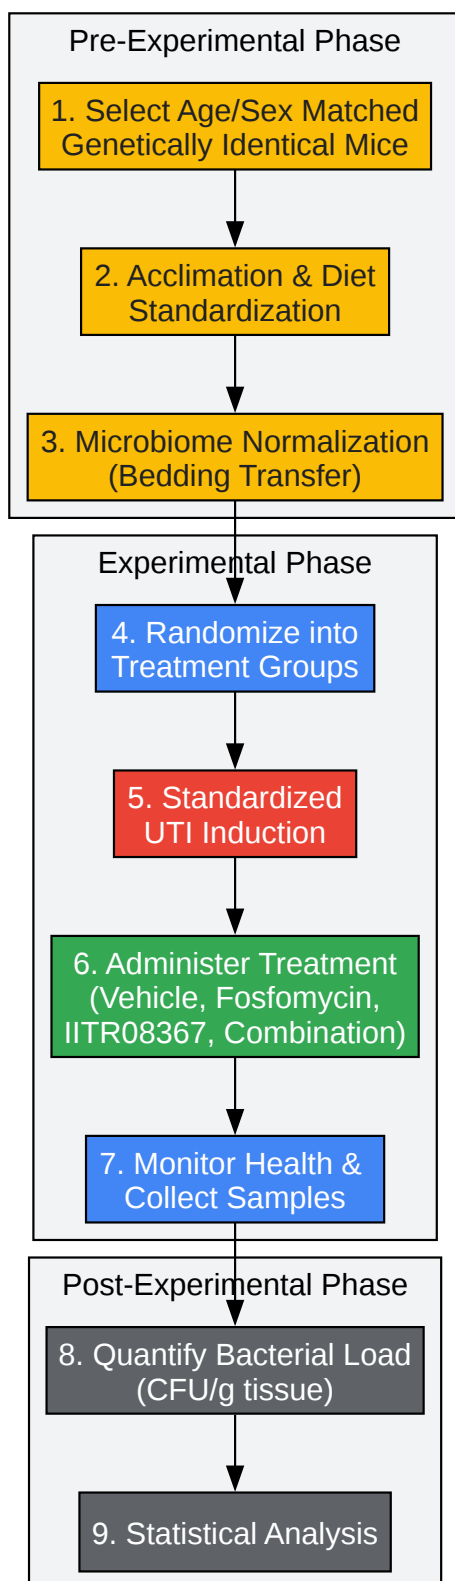 Pre-Experimental Phase
1. Select Age/Sex Matched
Genetically Identical Mice
2. Acclimation & Diet
Standardization
3. Microbiome Normalization
(Bedding Transfer)
Experimental Phase
4. Randomize into
Treatment Groups
5. Standardized
UTI Induction
6. Administer Treatment
(Vehicle, Fosfomycin,
IITR08367, Combination)
7. Monitor Health &
Collect Samples
Post-Experimental Phase
8. Quantify Bacterial Load
(CFU/g tissue)
9. Statistical Analysis